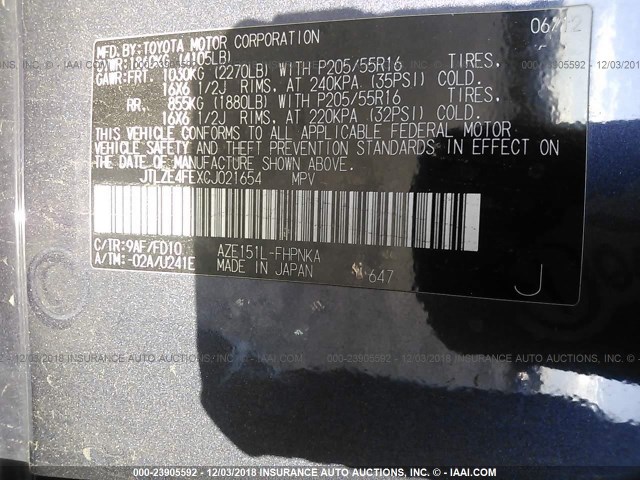 MFD. BY: TOYOTA MOTOR CORPORATION 06/12
GAWR: FRT. 1030KG (2270LB) WITH P205/55R16 TIRES,
16X6 1/2J RIMS, AT 240KPA (35PSI) COLD.
RR. 855KG (1880LB) WITH P205/55R16 TIRES,
16X6 1/2J RIMS, AT 220KPA (32PSI) COLD.
THIS VEHICLE CONFORMS TO ALL APPLICABLE FEDERAL MOTOR
VEHICLE SAFETY AND THEFT PREVENTION STANDARDS IN EFFECT ON
THE DATE OF MANUFACTURE SHOWN ABOVE.
JTLZE4FEXCJ021654 MPV
C/TR: 9AF/FD10 AZE151L-FHPNKA
A/TM: -02A/U241E MADE IN JAPAN 647 J
000-23905592 - 12/03/2018 INSURANCE AUTO AUCTIONS, INC. © - IAAI.COM